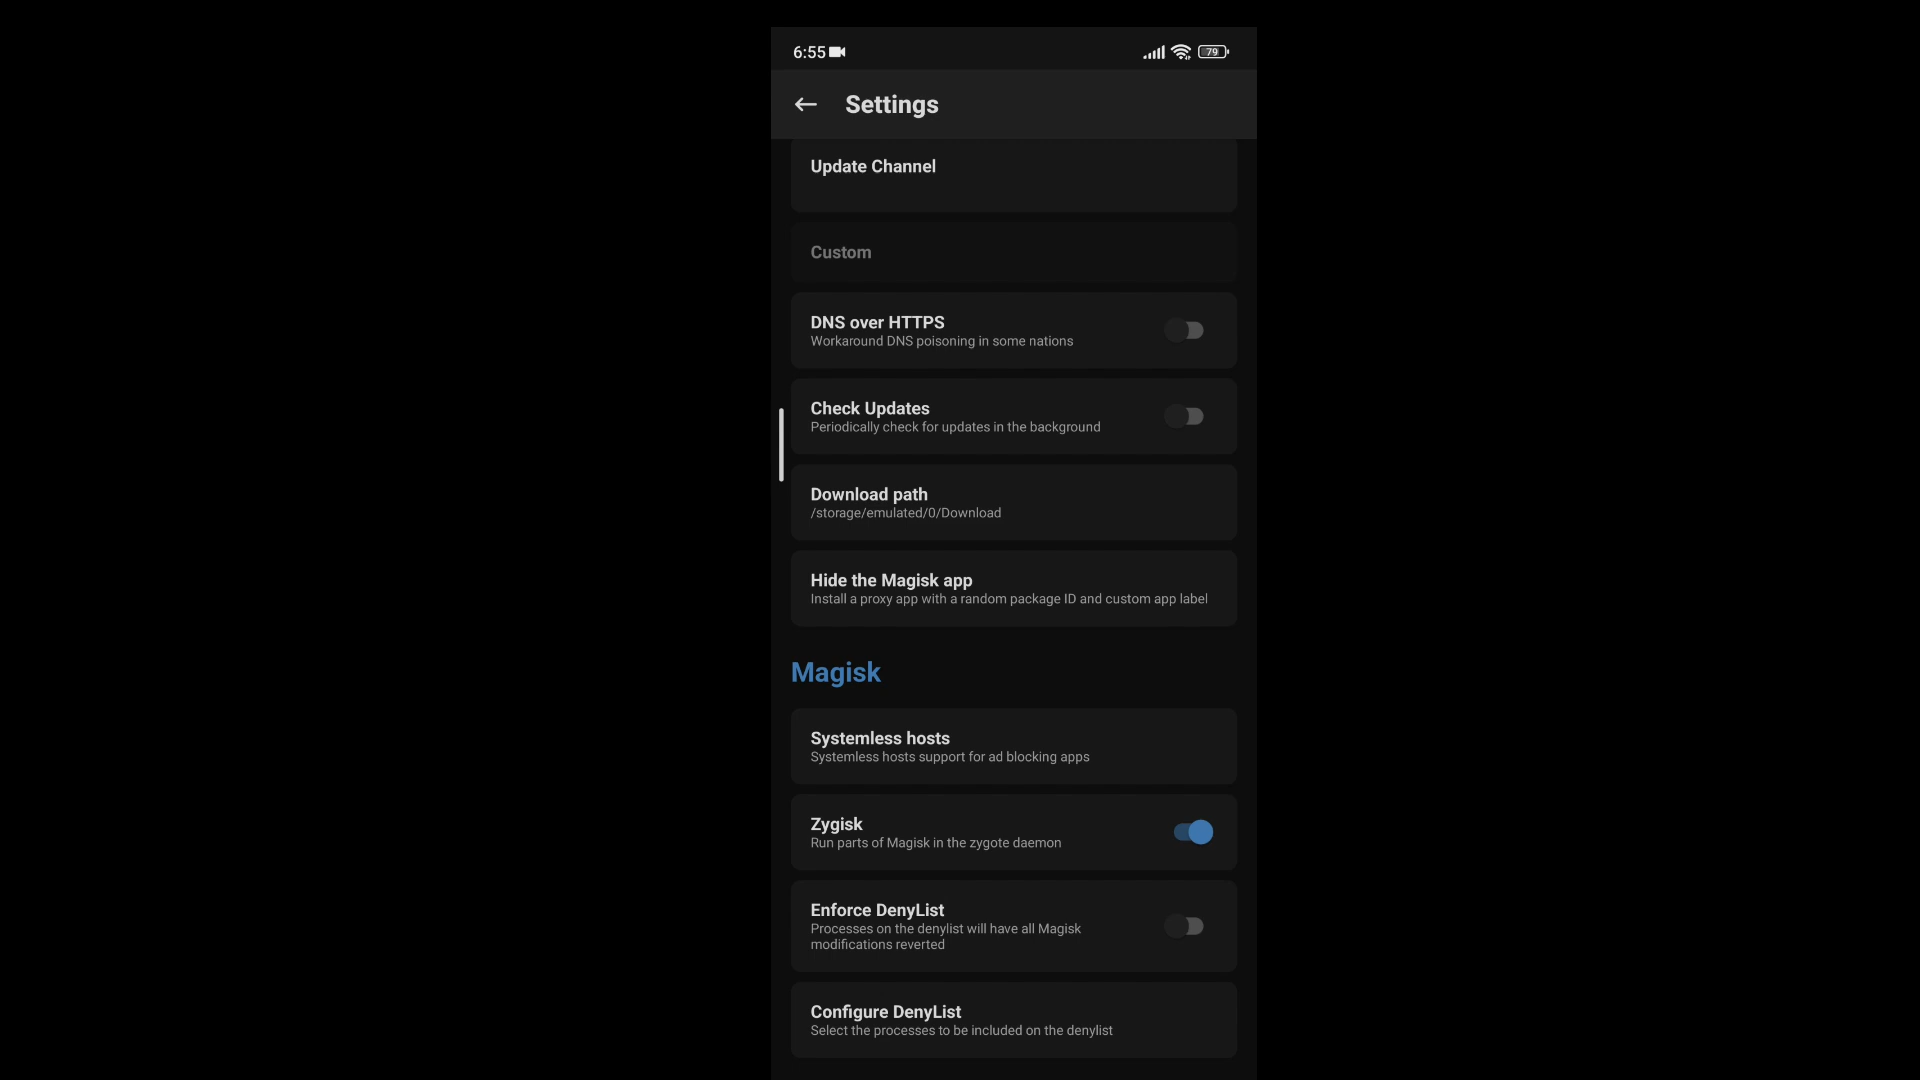 6:55
79
Settings
Update Channel
Custom
DNS over HTTPS
Workaround DNS poisoning in some nations
Check Updates
Periodically check for updates in the background
Download path
/storage/emulated/0/Download
Hide the Magisk app
Install a proxy app with a random package ID and custom app label
Magisk
Systemless hosts
Systemless hosts support for ad blocking apps
Zygisk
Run parts of Magisk in the zygote daemon
Enforce DenyList
Processes on the denylist will have all Magisk
modifications reverted
Configure DenyList
Select the processes to be included on the denylist